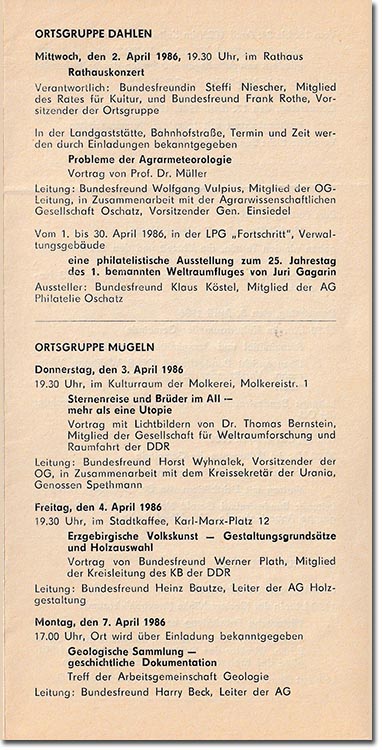 ORTSGRUPPE DAHLEN
Mittwoch, den 2. April 1986, 19.30 Uhr, im Rathaus
Rathauskonzert
Verantwortlich: Bundesfreundin Steffi Niescher, Mitglied
des Rates für Kultur, und Bundesfreund Frank Rothe, Vor-
sitzender der Ortsgruppe
In der Landgaststätte, Bahnhofstraße, Termin und Zeit wer-
den durch Einladungen bekanntgegeben
Probleme der Agrarmeteorologie
Vortrag von Prof. Dr. Müller
Leitung: Bundesfreund Wolfgang Vulpius, Mitglied der OG-
Leitung, in Zusammenarbeit mit der Agrarwissenschaftlichen
Gesellschaft Oschatz, Vorsitzender Gen. Einsiedel
Vom 1. bis 30. April 1986, in der LPG „Fortschritt", Verwal-
tungsgebäude
eine philatelistische Ausstellung zum 25. Jahrestag
des 1. bemannten Weltraumfluges von Juri Gagarin
Aussteller: Bundesfreund Klaus Köstel, Mitglied der AG
Philatelie Oschatz
ORTSGRUPPE MÜGELN
Donnerstag, den 3. April 1986
19.30 Uhr, im Kulturraum der Molkerei, Molkereistr. 1
Sternenreise und Brüder im All —
mehr als eine Utopie
Vortrag mit Lichtbildern von Dr. Thomas Bernstein,
Mitglied der Gesellschaft für Weltraumforschung und
Raumfahrt der DDR
Leitung: Bundesfreund Horst Wyhnalek, Vorsitzender der
OG, in Zusammenarbeit mit dem Kreissekretär der Urania,
Genossen Spethmann
Freitag, den 4. April 1986
19.30 Uhr, im Stadtkaffee, Karl-Marx-Platz 12
Erzgebirgische Volkskunst — Gestaltungsgrundsätze
und Holzauswahl
Vortrag von Bundesfreund Werner Plath, Mitglied
der Kreisleitung des KB der DDR
Leitung: Bundesfreund Heinz Bautze, Leiter der AG Holz-
gestaltung
Montag, den 7. April 1986
17.00 Uhr, Ort wird über Einladung bekanntgegeben
Geologische Sammlung —
geschichtliche Dokumentation
Treff der Arbeitsgemeinschaft Geologie
Leitung: Bundesfreund Harry Beck, Leiter der AG